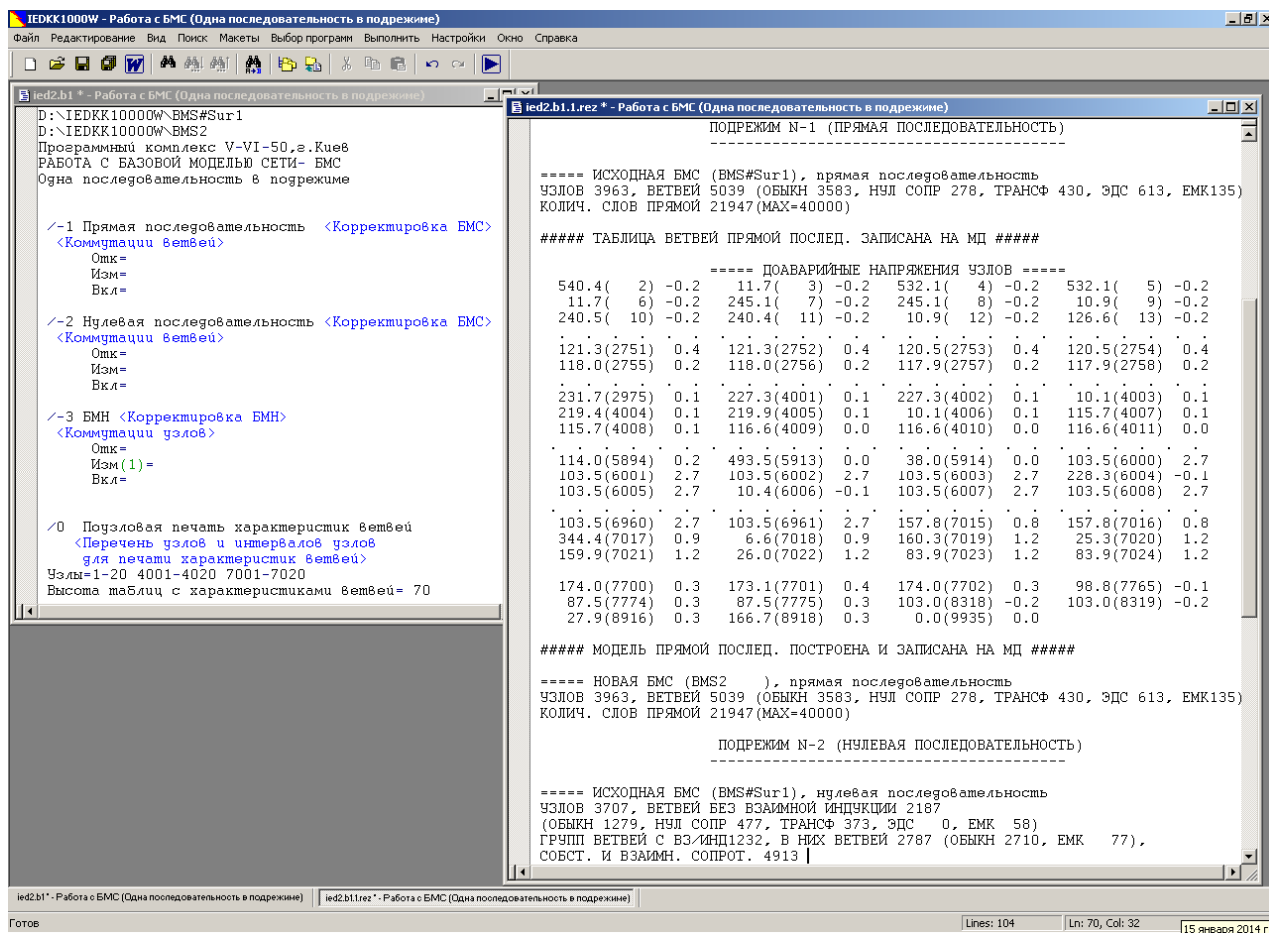 IEDKK1000W - Работа с БМС (Одна последовательность в подрежиме)
Файл Редактирование Вид Поиск Макеты Выбор программ Выполнить Настройки Окно Справка
ied2.b1 * - Работа с БМС (Одна последовательность в подрежиме)
D:\IEDKK10000W\BMS#Sur1
D:\IEDKK10000W\BMS2
Программный комплекс V-VI-50,г.Киев
РАБОТА С БАЗОВОЙ МОДЕЛЬЮ СЕТИ- БМС
Одна последовательность в подрежиме
/-1 Прямая последовательность <Корректировка БМС>
<Коммутации ветвей>
Отк=
Изм=
Вкл=
/-2 Нулевая последовательность <Корректировка БМС>
<Коммутации ветвей>
Отк=
Изм=
Вкл=
/-3 БМН <Корректировка БМН>
<Коммутации узлов>
Отк=
Изм(1)=
Вкл=
/0 Поузловая печать характеристик ветвей
<Перечень узлов и интервалов узлов
для печати характеристик ветвей>
Узлы=1-20 4001-4020 7001-7020
Высота таблиц с характеристиками ветвей= 70
ied2.b1.1.rez * - Работа с БМС (Одна последовательность в подрежиме)
ПОДРЕЖИМ N-1 (ПРЯМАЯ ПОСЛЕДОВАТЕЛЬНОСТЬ)
------------------------------------------
===== ИСХОДНАЯ БМС (BMS#Sur1), прямая последовательность
УЗЛОВ 3963, ВЕТВЕЙ 5039 (ОБЫКН 3583, НУЛ СОПР 278, ТРАНСФ 430, ЭДС 613, ЕМК135)
КОЛИЧ. СЛОВ ПРЯМОЙ 21947(MAX=40000)
##### ТАБЛИЦА ВЕТВЕЙ ПРЯМОЙ ПОСЛЕД. ЗАПИСАНА НА МД #####
===== ДОАВАРИЙНЫЕ НАПРЯЖЕНИЯ УЗЛОВ =====
540.4( 2) -0.2 11.7( 3) -0.2 532.1( 4) -0.2 532.1( 5) -0.2
11.7( 6) -0.2 245.1( 7) -0.2 245.1( 8) -0.2 10.9( 9) -0.2
240.5( 10) -0.2 240.4( 11) -0.2 10.9( 12) -0.2 126.6( 13) -0.2
. . . . . . . . . . . . . . . . . . . .
121.3(2751) 0.4 121.3(2752) 0.4 120.5(2753) 0.4 120.5(2754) 0.4
118.0(2755) 0.2 118.0(2756) 0.2 117.9(2757) 0.2 117.9(2758) 0.2
. . . . . . . . . . . . . . . . . . . .
231.7(2975) 0.1 227.3(4001) 0.1 227.3(4002) 0.1 10.1(4003) 0.1
219.4(4004) 0.1 219.9(4005) 0.1 10.1(4006) 0.1 115.7(4007) 0.1
115.7(4008) 0.1 116.6(4009) 0.0 116.6(4010) 0.0 116.6(4011) 0.0
. . . . . . . . . . . . . . . . . . . .
114.0(5894) 0.2 493.5(5913) 0.0 38.0(5914) 0.0 103.5(6000) 2.7
103.5(6001) 2.7 103.5(6002) 2.7 103.5(6003) 2.7 228.3(6004) -0.1
103.5(6005) 2.7 10.4(6006) -0.1 103.5(6007) 2.7 103.5(6008) 2.7
. . . . . . . . . . . . . . . . . . . .
103.5(6960) 2.7 103.5(6961) 2.7 157.8(7015) 0.8 157.8(7016) 0.8
344.4(7017) 0.9 6.6(7018) 0.9 160.3(7019) 1.2 25.3(7020) 1.2
159.9(7021) 1.2 26.0(7022) 1.2 83.9(7023) 1.2 83.9(7024) 1.2
174.0(7700) 0.3 173.1(7701) 0.4 174.0(7702) 0.3 98.8(7765) -0.1
87.5(7774) 0.3 87.5(7775) 0.3 103.0(8318) -0.2 103.0(8319) -0.2
27.9(8916) 0.3 166.7(8918) 0.3 0.0(9935) 0.0
##### МОДЕЛЬ ПРЯМОЙ ПОСЛЕД. ПОСТРОЕНА И ЗАПИСАНА НА МД #####
===== НОВАЯ БМС (BMS2 ), прямая последовательность
УЗЛОВ 3963, ВЕТВЕЙ 5039 (ОБЫКН 3583, НУЛ СОПР 278, ТРАНСФ 430, ЭДС 613, ЕМК135)
КОЛИЧ. СЛОВ ПРЯМОЙ 21947(MAX=40000)
ПОДРЕЖИМ N-2 (НУЛЕВАЯ ПОСЛЕДОВАТЕЛЬНОСТЬ)
------------------------------------------
===== ИСХОДНАЯ БМС (BMS#Sur1), нулевая последовательность
УЗЛОВ 3707, ВЕТВЕЙ БЕЗ ВЗАИМНОЙ ИНДУКЦИИ 2187
(ОБЫКН 1279, НУЛ СОПР 477, ТРАНСФ 373, ЭДС 0, ЕМК 58)
ГРУПП ВЕТВЕЙ С ВЗ/ИНД1232, В НИХ ВЕТВЕЙ 2787 (ОБЫКН 2710, ЕМК 77),
СОБСТ. И ВЗАИМН. СОПРОТ. 4913
ied2.b1* - Работа с БМС (Одна последовательность в подрежиме) ied2.b1.1.rez * - Работа с БМС (Одна последовательность в подрежиме)
Готов Lines: 104 Ln: 70, Col: 32 15 января 2014 г